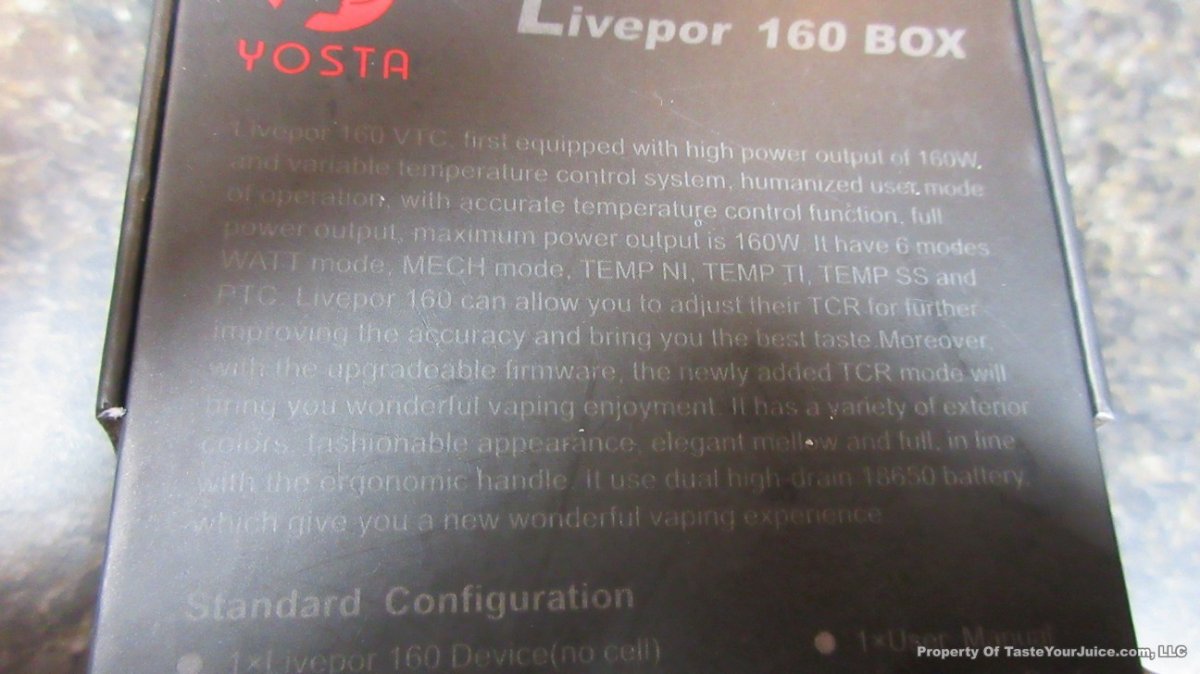 Livepor 160 BOX
YOSTA
Livepor 160 VTC, first equipped with high power output of 160W,
and variable temperature control system, humanized user mode
of operation, with accurate temperature control function, full
power output, maximum power output is 160W. It have 6 modes
WATT mode, MECH mode, TEMP NI, TEMP TI, TEMP SS and
PTC. Livepor 160 can allow you to adjust their TCR for further
improving the accuracy and bring you the best taste.Moreover,
with the upgradeable firmware, the newly added TCR mode will
bring you wonderful vaping enjoyment. It has a variety of exterior
colors, fashionable appearance, elegant mellow and full, in line
with the ergonomic handle, it use dual high-drain 18650 battery,
which give you a new wonderful vaping experience
Standard Configuration
1×Livepor 160 Device(no cell)
1×User Manual
Property Of TasteYourJuice.com, LLC